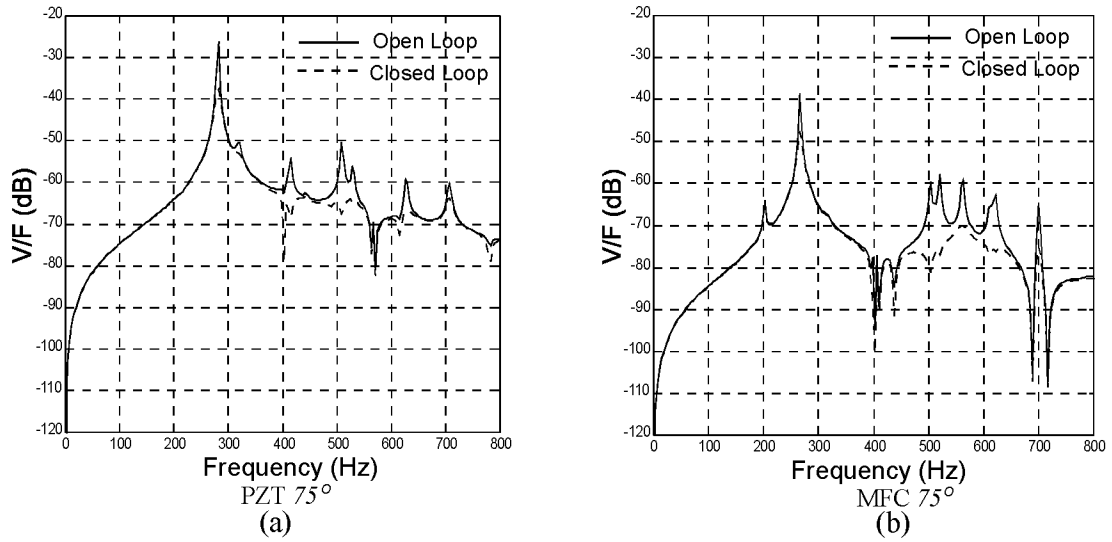 -20
-30
-40
-50
-60
-70
-80
-90
-100
-110
-120
V/F (dB)
Open Loop
Closed Loop
0 100 200 300 400 500 600 700 800
Frequency (Hz)
PZT 75°
(a)
-20
-30
-40
-50
-60
-70
-80
-90
-100
-110
-120
V/F (dB)
Open Loop
Closed Loop
0 100 200 300 400 500 600 700 800
Frequency (Hz)
MFC 75°
(b)